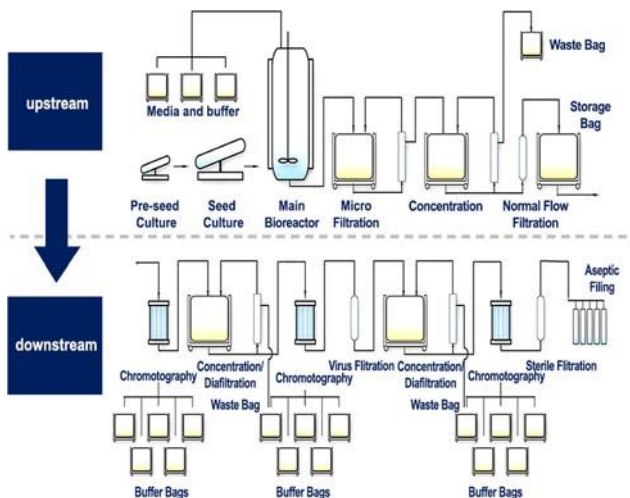 upstream
Media and buffer
Waste Bag
Storage
Bag
Pre-seed
Culture
Seed
Culture
Main
Bioreactor
Micro
Filtration
Concentration
Normal Flow
Filtration
downstream
Aseptic
Filing
Chromotography
Concentration/
Diafiltration
Waste Bag
Chromotography
Virus Flitration
Concentration/
Diafiltration
Waste Bag
Chromotography
Sterile Flitration
Buffer Bags
Buffer Bags
Buffer Bags